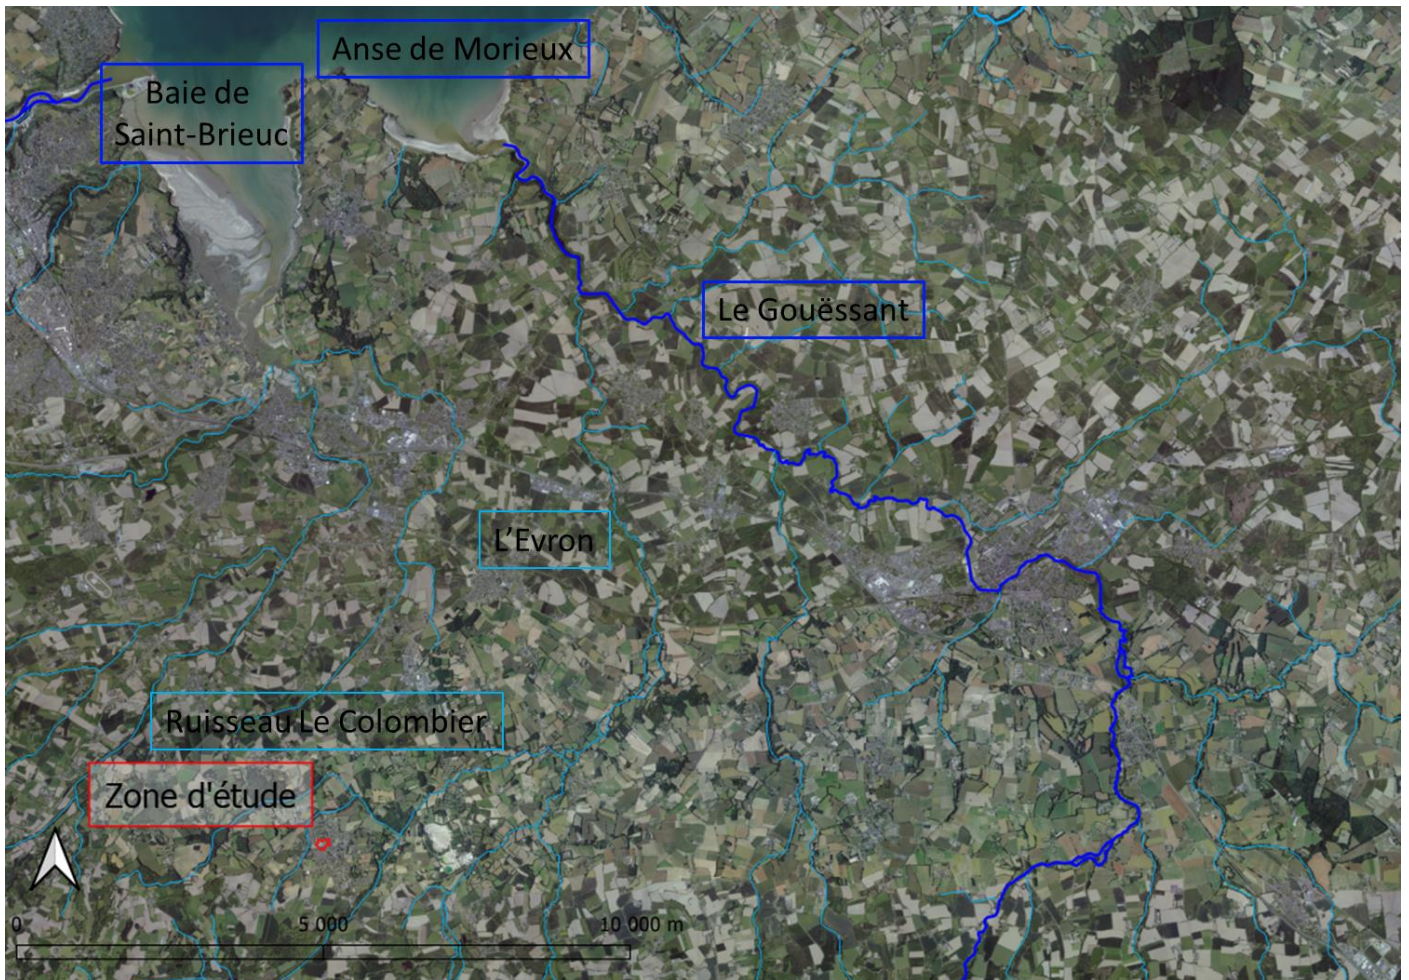 Anse de Morieux
Baie de
Saint-Brieuc
Le Gouëssant
L'Evron
Ruisseau Le Colombier
Zone d'étude
0 5 000 10 000 m